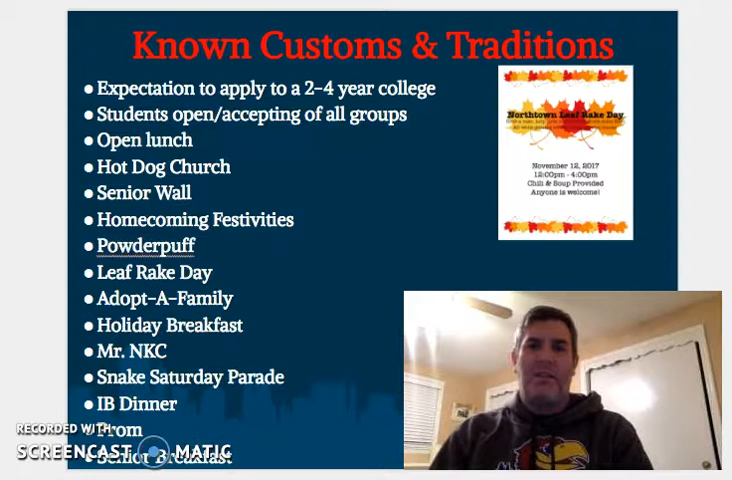 Known Customs & Traditions
● Expectation to apply to a 2-4 year college
● Students open/accepting of all groups
● Open lunch
● Hot Dog Church
● Senior Wall
● Homecoming Festivities
● Powderpuff
● Leaf Rake Day
● Adopt-A-Family
● Holiday Breakfast
● Mr. NKC
● Snake Saturday Parade
● IB Dinner
● Prom
● Senior Breakfast
Northtown Leaf Rake Day
November 12, 2017
12:00pm - 4:00pm
Chili & Soup Provided
Anyone is welcome!
RECORDED WITH
SCREENCAST MATIC